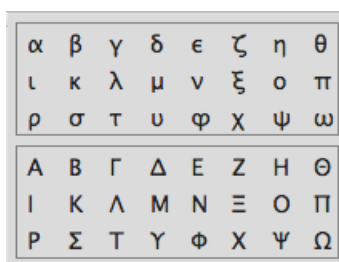 α β γ δ ϵ ζ η θ
ι κ λ μ ν ξ ο π
ρ σ τ υ φ χ ψ ω
Α Β Γ Δ Ε Ζ Η Θ
Ι Κ Λ Μ Ν Ξ Ο Π
Ρ Σ Τ Υ Φ Χ Ψ Ω